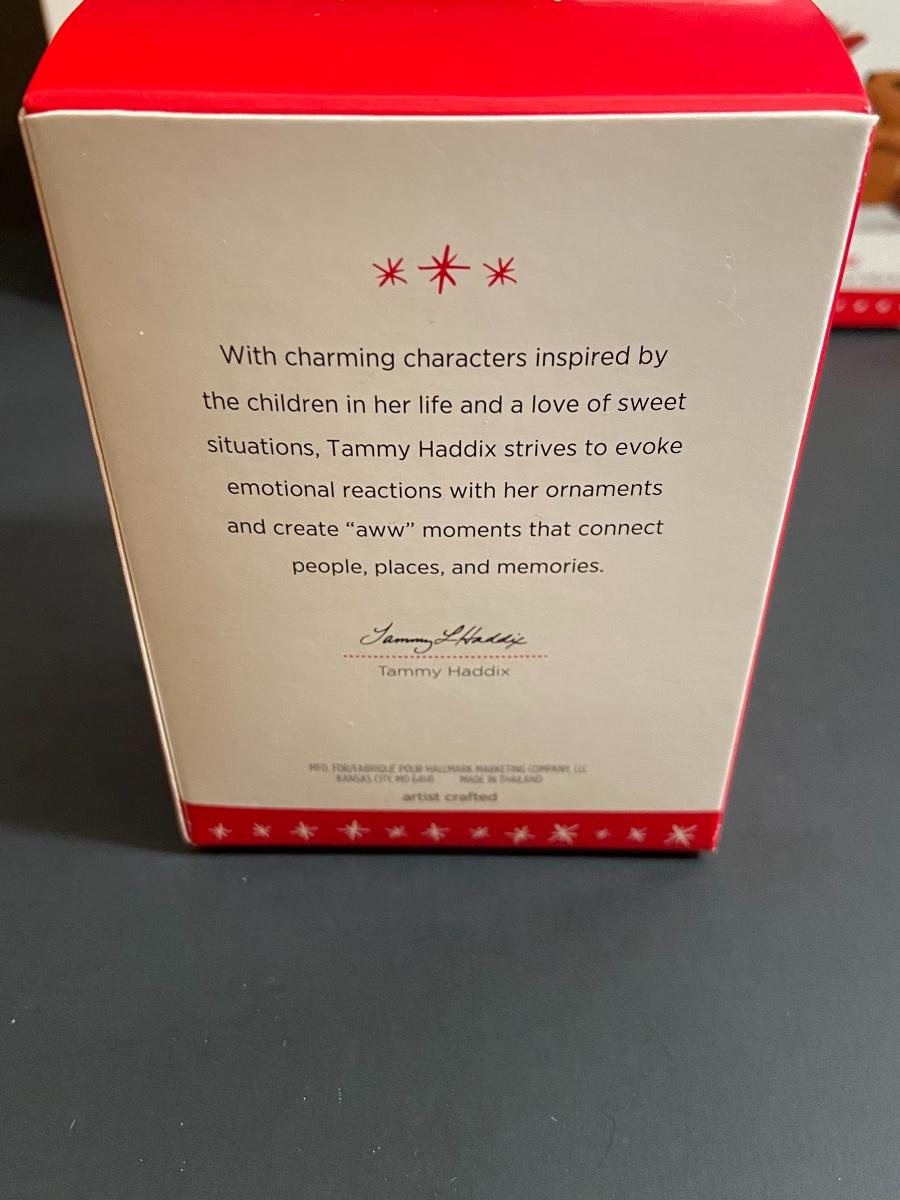 With charming characters inspired by
the children in her life and a love of sweet
situations, Tammy Haddix strives to evoke
emotional reactions with her ornaments
and create “aww” moments that connect
people, places, and memories.
Tammy L Haddix
Tammy Haddix
MFD. FOR/FABRIQUÉ POUR HALLMARK MARKETING COMPANY, LLC
KANSAS CITY, MO 64141 MADE IN THAILAND
artist crafted